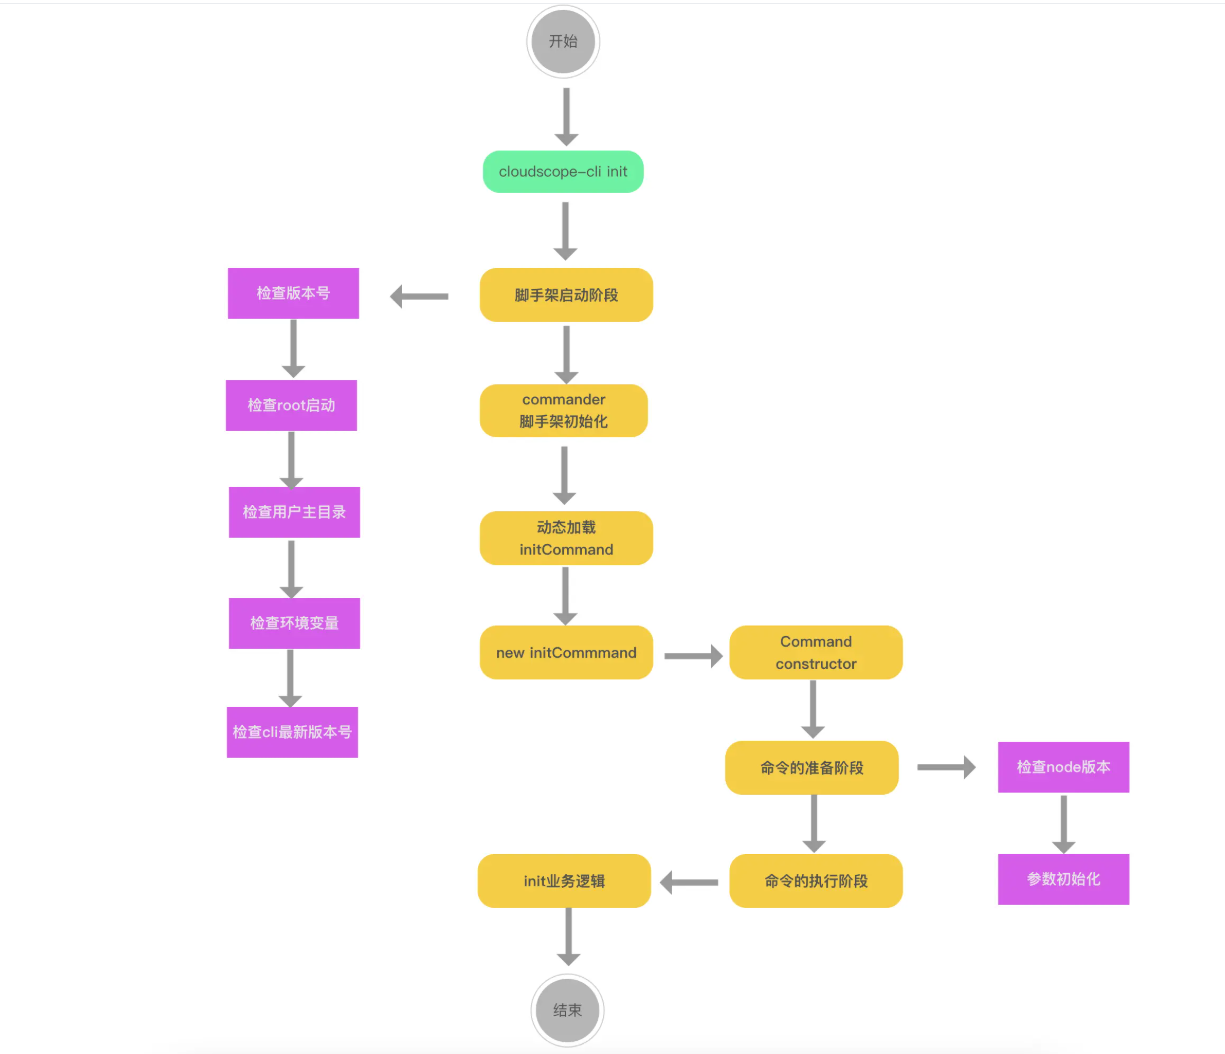 开始
cloudscope-cli init
检查版本号
脚手架启动阶段
检查root启动
commander
脚手架初始化
检查用户主目录
动态加载
initCommand
检查环境变量
new initCommmand
Command
constructor
检查cli最新版本号
命令的准备阶段
检查node版本
init业务逻辑
命令的执行阶段
参数初始化
结束